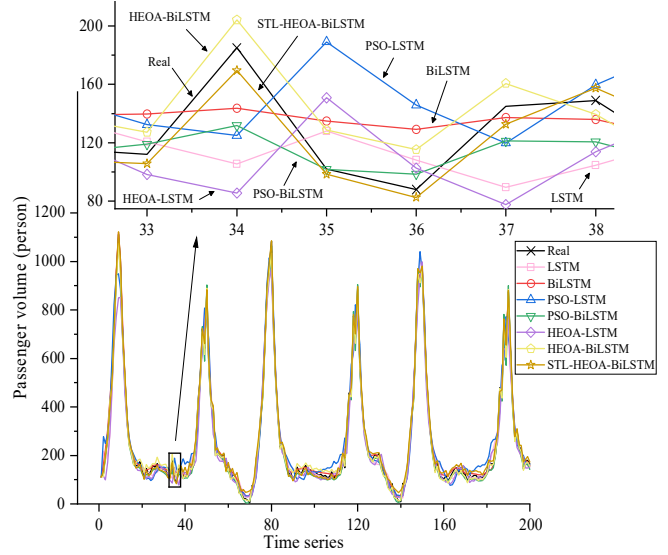 HEOA-BiLSTM
STL-HEOA-BiLSTM
200
Real
PSO-LSTM
160
BiLSTM
120
HEOA-LSTM
PSO-BiLSTM
LSTM
80
33 34 35 36 37 38
1200
1000
800
600
400
200
0
Passenger volume (person)
Real
LSTM
BiLSTM
PSO-LSTM
PSO-BiLSTM
HEOA-LSTM
HEOA-BiLSTM
STL-HEOA-BiLSTM
0 40 80 120 160 200
Time series